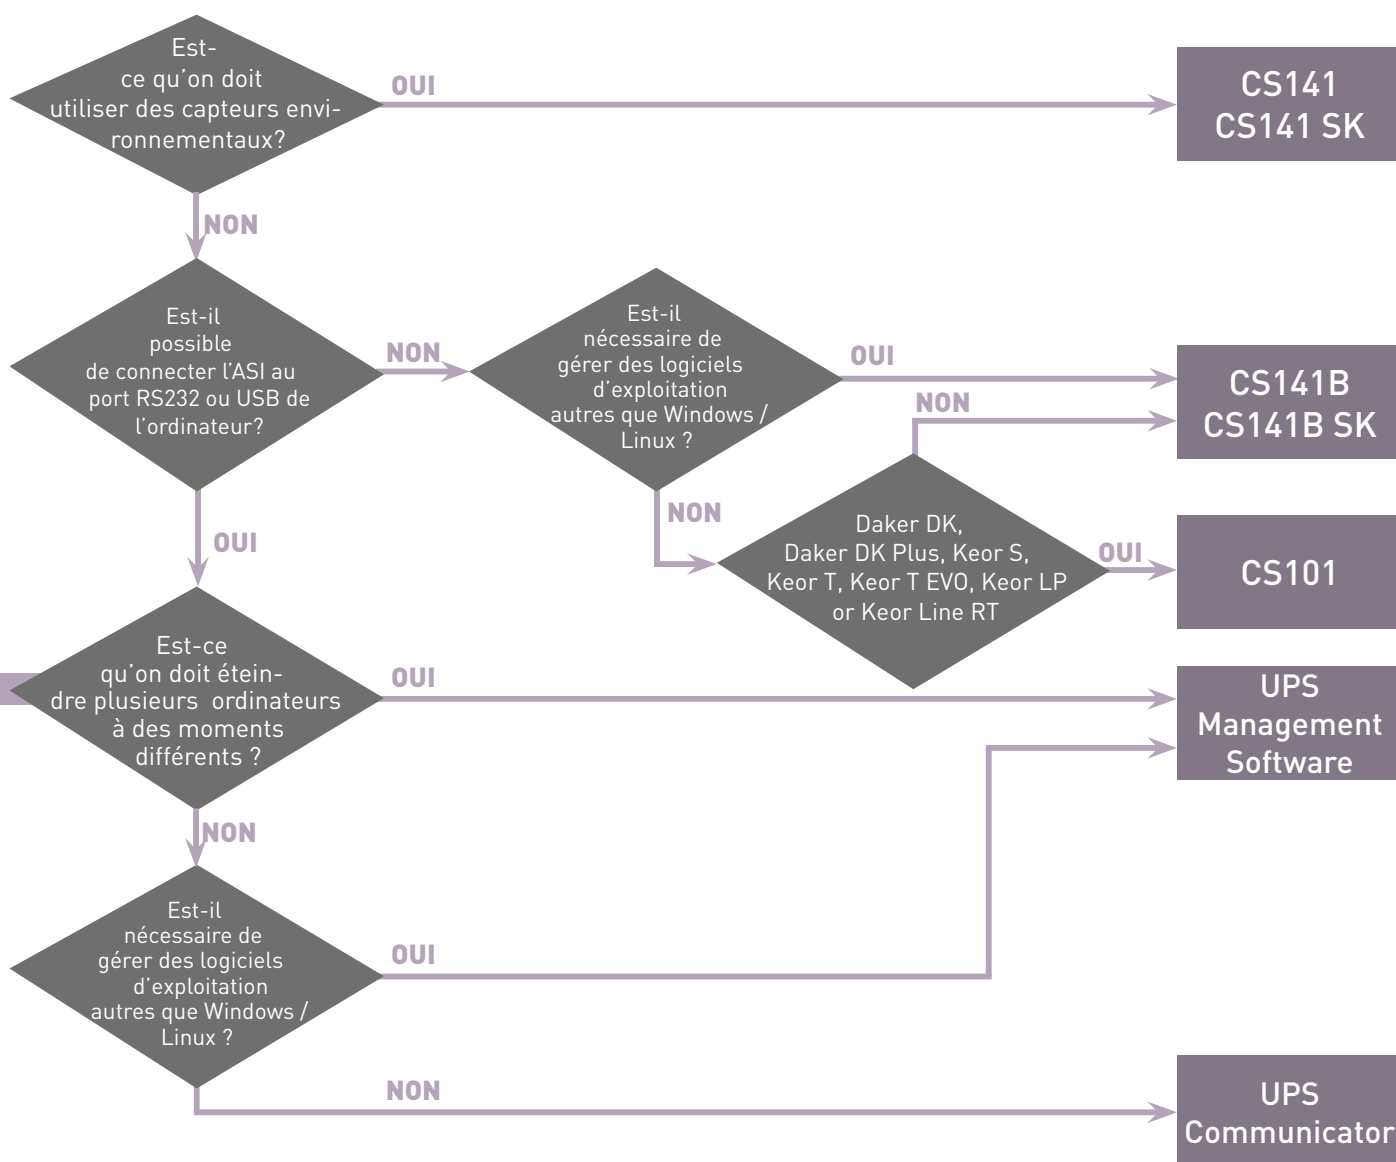 Est-
ce qu'on doit
utiliser des capteurs envi-
ronnementaux?
OUI
CS141
CS141 SK
NON
Est-il
possible
de connecter l'ASI au
port RS232 ou USB de
l'ordinateur?
NON
Est-il
nécessaire de
gérer des logiciels
d'exploitation
autres que Windows /
Linux ?
OUI
NON
CS141B
CS141B SK
NON
Daker DK,
Daker DK Plus, Keor S,
Keor T, Keor T EVO, Keor LP
or Keor Line RT
OUI
CS101
OUI
Est-ce
qu'on doit étein-
dre plusieurs ordinateurs
à des moments
différents ?
OUI
UPS
Management
Software
NON
Est-il
nécessaire de
gérer des logiciels
d'exploitation
autres que Windows /
Linux ?
OUI
NON
UPS
Communicator